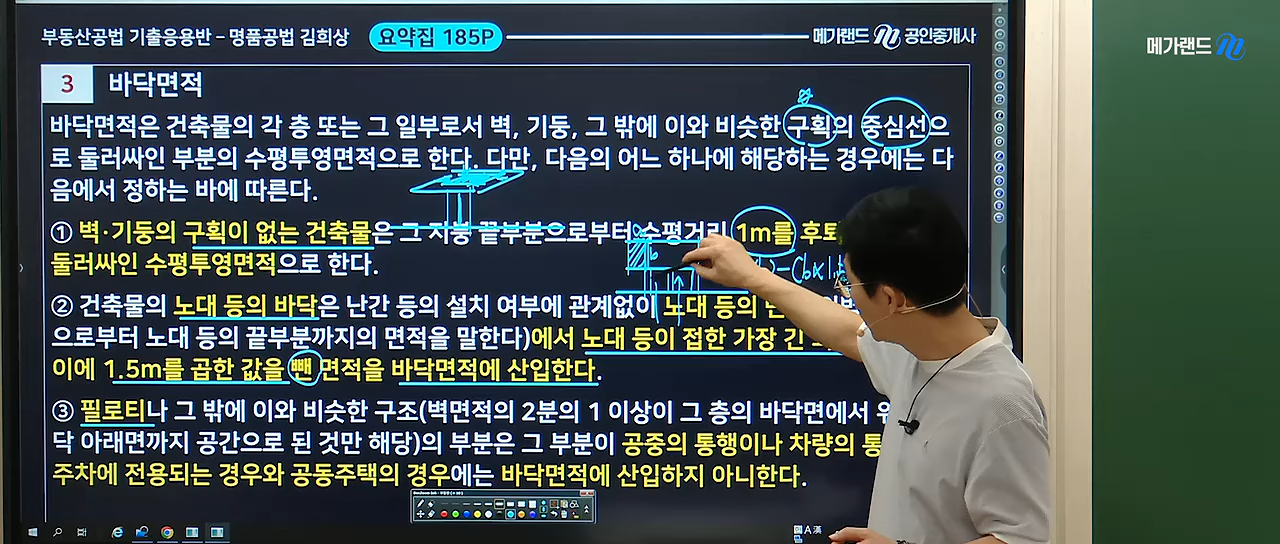 부동산공법 기출응용반 – 명품공법 김희상
요약집 185P
메가랜드 공인중개사
메가랜드
3 바닥면적
바닥면적은 건축물의 각 층 또는 그 일부로서 벽, 기둥, 그 밖에 이와 비슷한 구획의 중심선으
로 둘러싸인 부분의 수평투영면적으로 한다. 다만, 다음의 어느 하나에 해당하는 경우에는 다
음에서 정하는 바에 따른다.
① 벽·기둥의 구획이 없는 건축물은 그 지붕 끝부분으로부터 수평거리 1m를 후퇴
둘러싸인 수평투영면적으로 한다.
② 건축물의 노대 등의 바닥은 난간 등의 설치 여부에 관계없이 노대 등의
으로부터 노대 등의 끝부분까지의 면적을 말한다)에서 노대 등이 접한 가장 긴
이에 1.5m를 곱한 값을 뺀 면적을 바닥면적에 산입한다.
③ 필로티나 그 밖에 이와 비슷한 구조(벽면적의 2분의 1 이상이 그 층의 바닥면에서
닥 아래면까지 공간으로 된 것만 해당)의 부분은 그 부분이 공중의 통행이나 차량의
주차에 전용되는 경우와 공동주택의 경우에는 바닥면적에 산입하지 아니한다.
A 漢